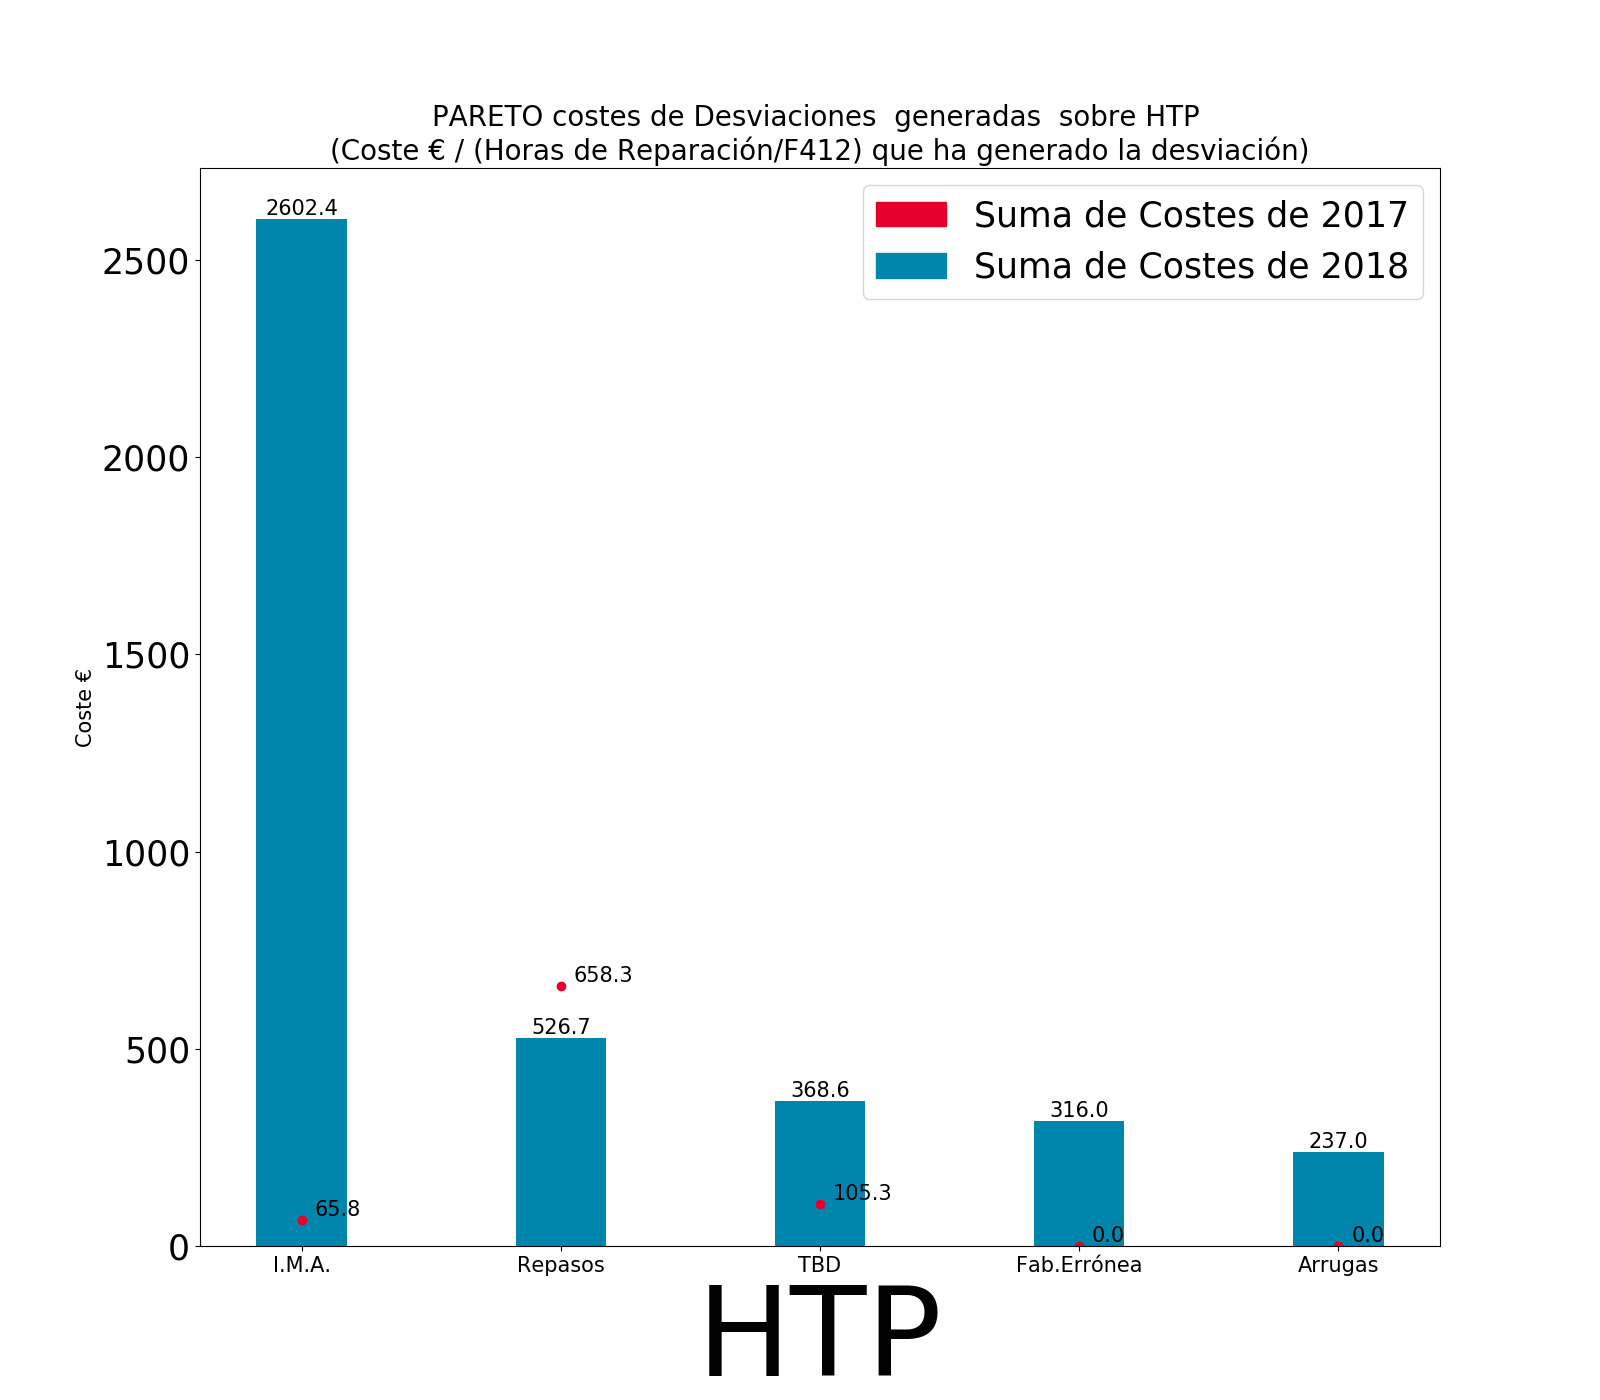 PARETO costes de Desviaciones  generadas  sobre HTP
(Coste € / (Horas de Reparación/F412) que ha generado la desviación)
Suma de Costes de 2017
Suma de Costes de 2018
Coste €
2500
2000
1500
1000
500
0
2602.4
65.8
658.3
526.7
368.6
105.3
316.0
0.0
237.0
0.0
I.M.A.
Repasos
TBD
Fab.Errónea
Arrugas
HTP